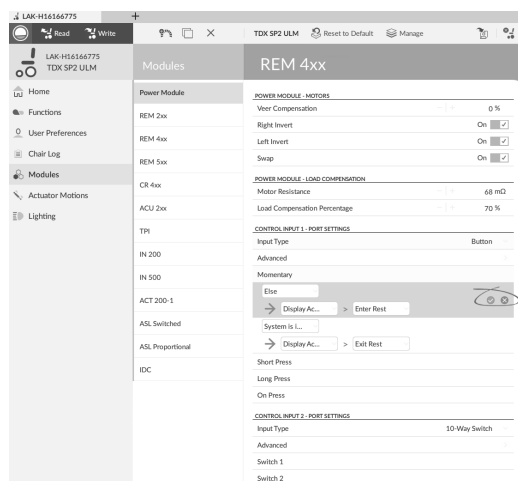 LAK-H16166775 +
Read Write TDX SP2 ULM Reset to Default Manage
LAK-H16166775
TDX SP2 ULM
Modules
REM 4xx
Home
Functions
User Preferences
Chair Log
Modules
Actuator Motions
Lighting
Power Module
REM 2xx
REM 4xx
REM 5xx
CR 4xx
ACU 2xx
TPI
IN 200
IN 500
ACT 200-1
ASL Switched
ASL Proportional
IDC
POWER MODULE - MOTORS
Veer Compensation 0 %
Right Invert On
Left Invert On
Swap On
POWER MODULE - LOAD COMPENSATION
Motor Resistance 68 mΩ
Load Compensation Percentage 70 %
CONTROL INPUT 1 - PORT SETTINGS
Input Type Button
Advanced
Momentary
Else
Display Ac... > Enter Rest
System is i...
Display Ac... > Exit Rest
Short Press
Long Press
On Press
CONTROL INPUT 2 - PORT SETTINGS
Input Type 10-Way Switch
Advanced
Switch 1
Switch 2